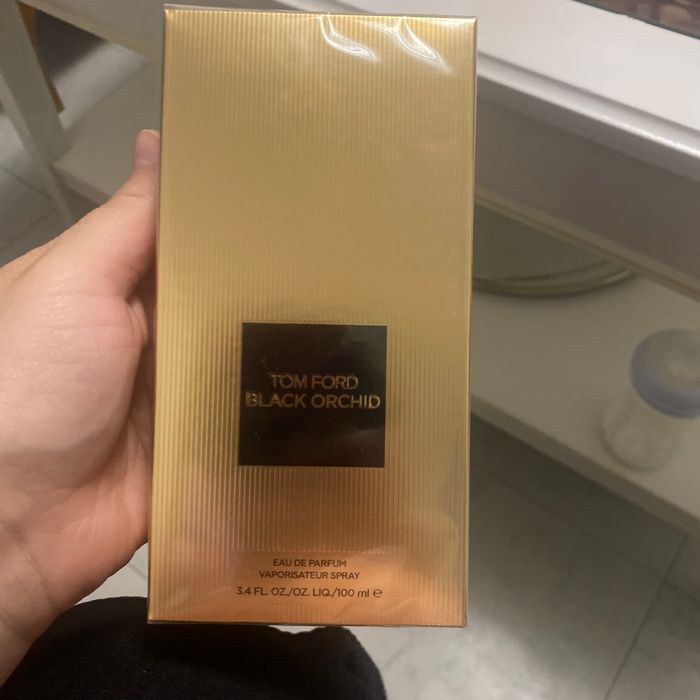 TOM FORD
BLACK ORCHID
EAU DE PARFUM
VAPORISATEUR SPRAY
3.4 FL. OZ./OZ. LIQ./100 ml ℮